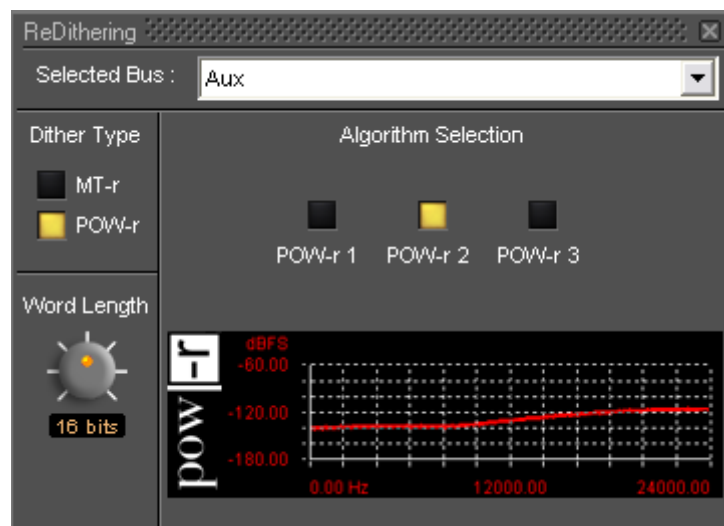 ReDithering
Selected Bus :
Aux
Dither Type
MT-r
POW-r
Algorithm Selection
POW-r 1 POW-r 2 POW-r 3
Word Length
16 bits
pow-r
dBFS
-60.00
-120.00
-180.00
0.00 Hz 12000.00 24000.00